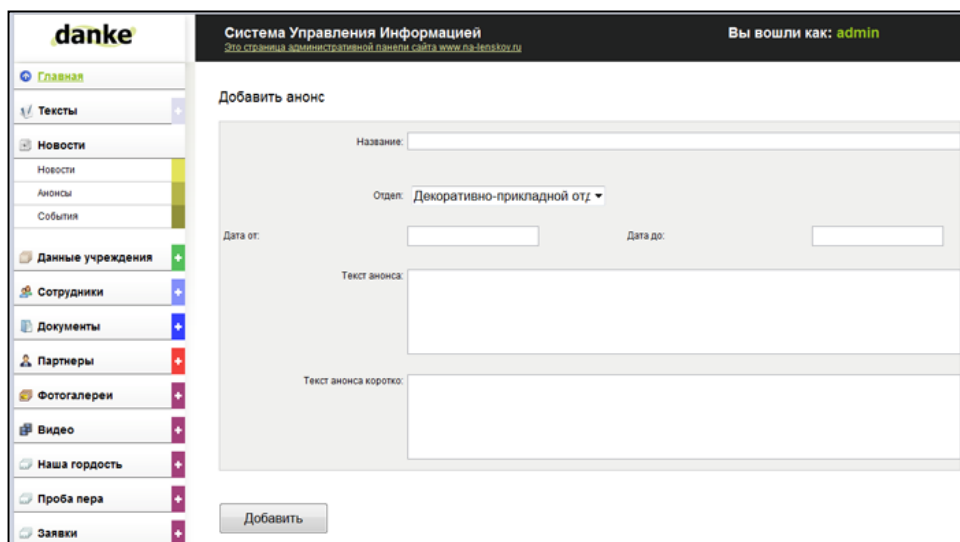 danke
Система Управления Информацией
Это страница административной панели сайта www.na-lenskov.ru
Вы вошли как: admin
Главная
Тексты
+
Новости
Новости
Анонсы
События
Данные учреждения
+
Сотрудники
+
Документы
+
Партнеры
+
Фотогалереи
+
Видео
+
Наша гордость
+
Проба пера
+
Заявки
+
Добавить анонс
Название:
Отдел:
Декоративно-прикладной отд
Дата от:
Дата до:
Текст анонса:
Текст анонса коротко:
Добавить